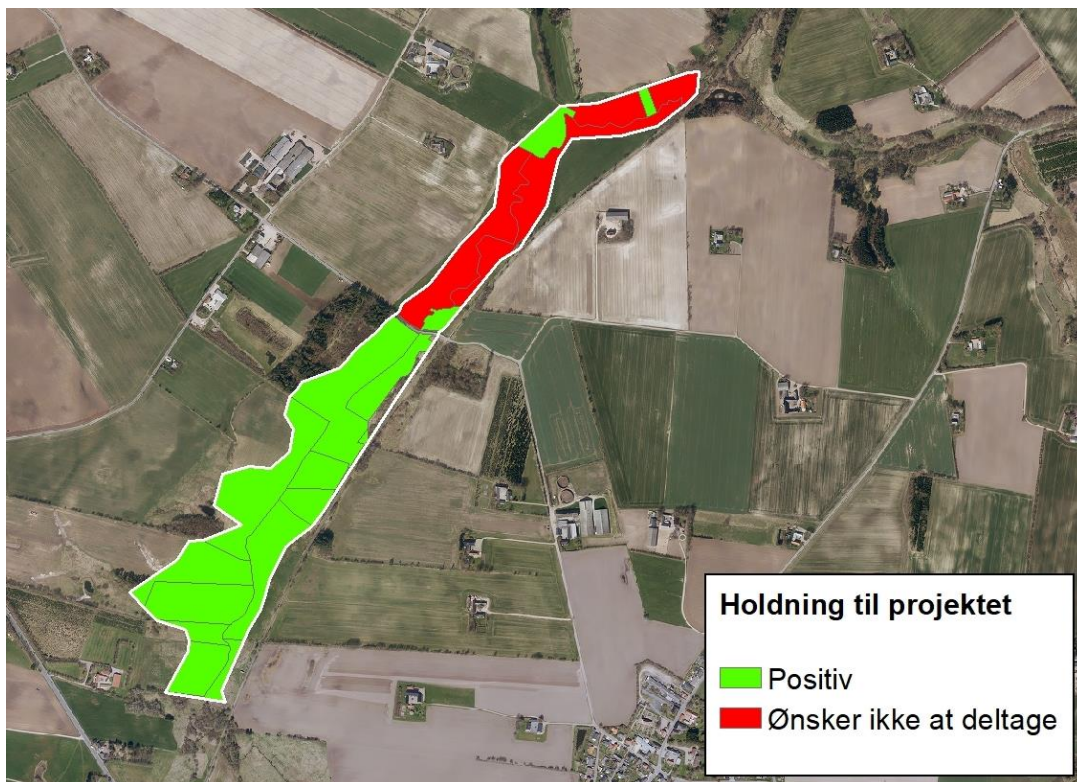 Holdning til projektet
Positiv
Ønsker ikke at deltage